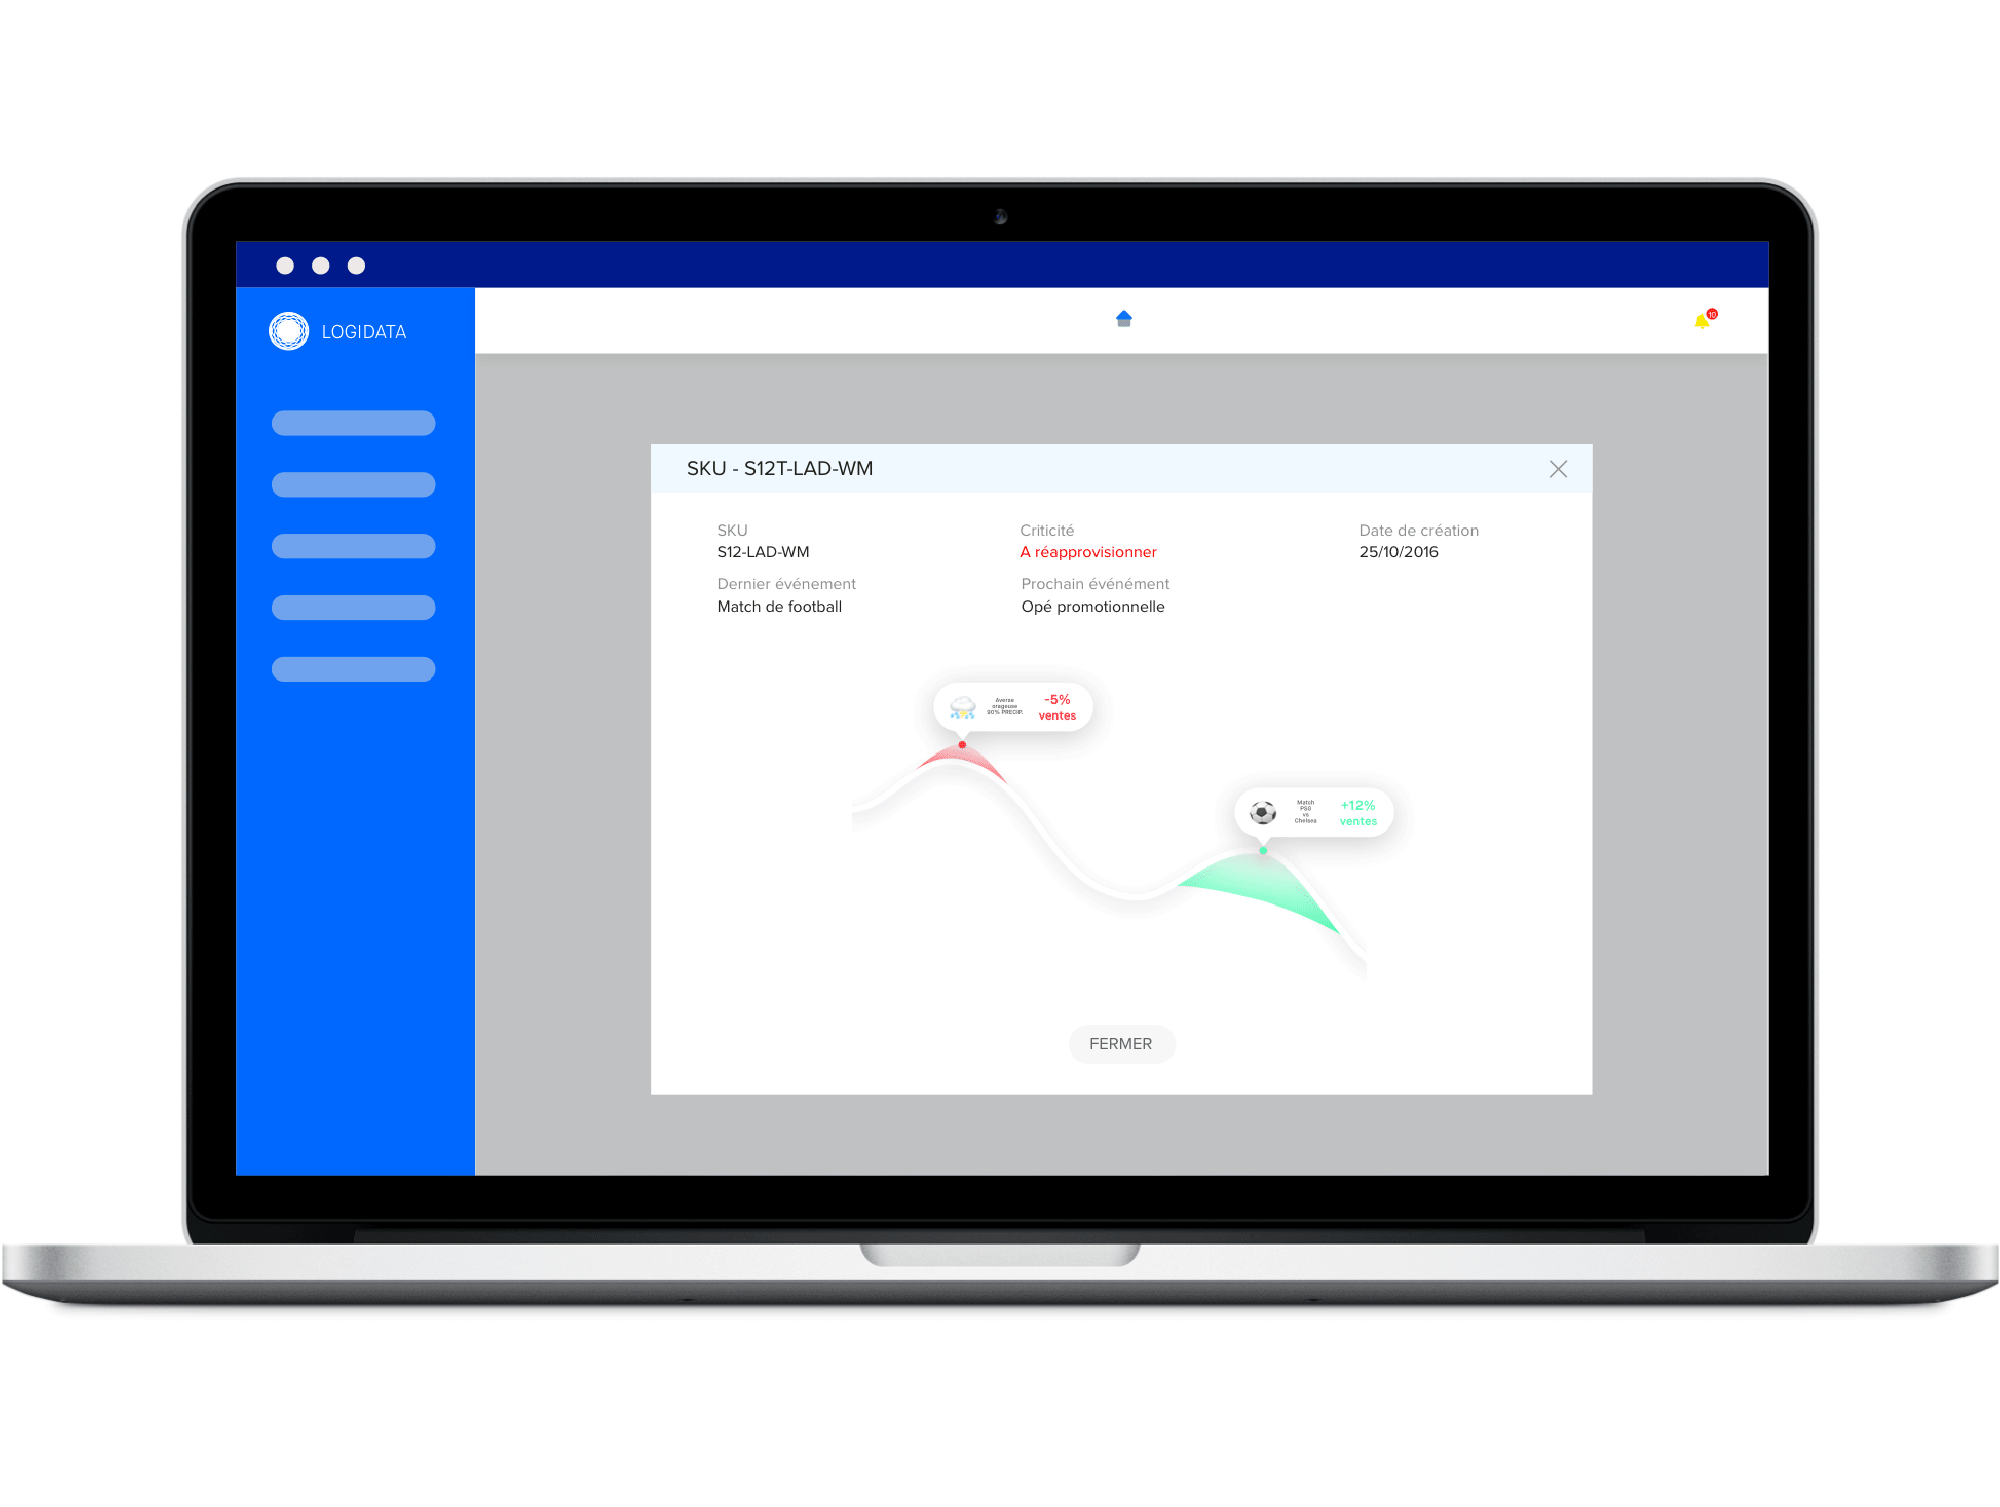 LOGIDATA
10
SKU - S12T-LAD-WM
SKU
S12-LAD-WM
Criticité
A réapprovisionner
Date de création
25/10/2016
Dernier événement
Match de football
Prochain événément
Opé promotionnelle
Averse
orageuse
90% PRECIP.
-5%
ventes
Match
PSG
vs
Chelsea
+12%
ventes
FERMER